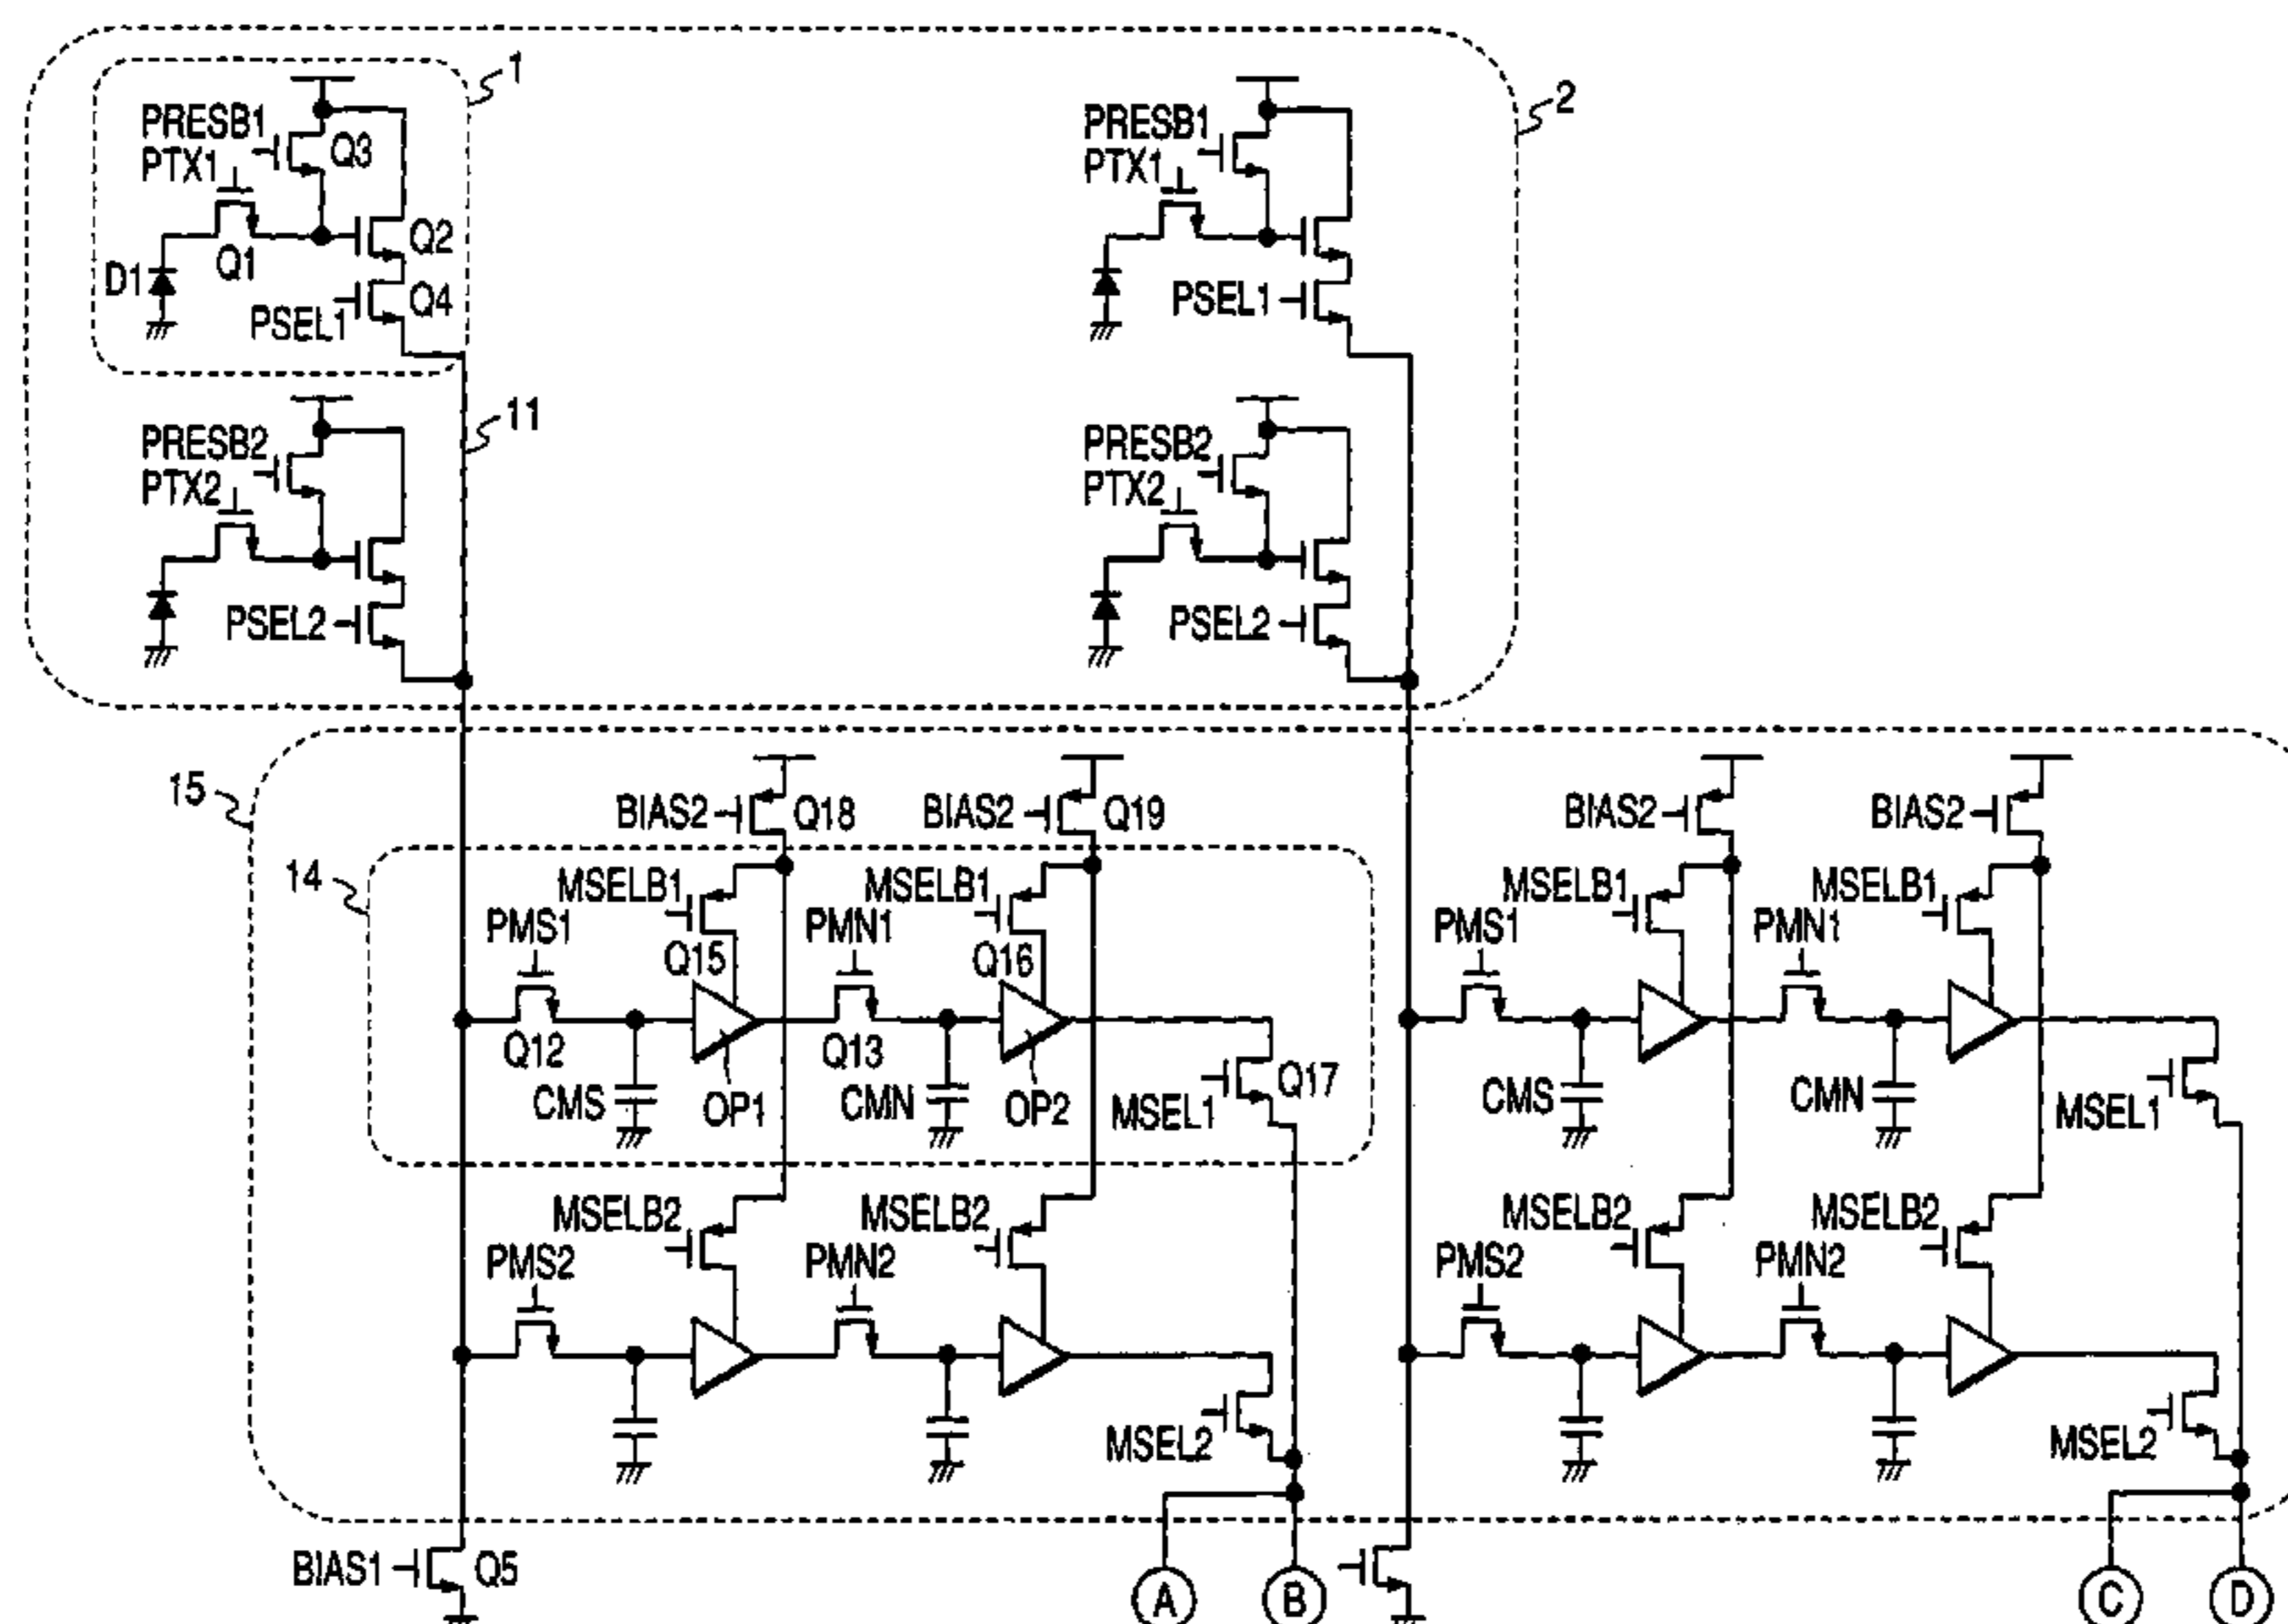 1
PRESB1
Q3
PTX1
Q2
Q1
D1
Q4
PSEL1
11
PRESB2
PTX2
PSEL2
2
PRESB1
PTX1
PSEL1
PRESB2
PTX2
PSEL2
15
14
BIAS2
Q18
BIAS2
Q19
MSELB1
MSELB1
PMS1
Q15
PMN1
Q16
Q12
Q13
Q17
CMS
OP1
CMN
OP2
MSEL1
MSELB2
MSELB2
PMS2
PMN2
MSEL2
BIAS1
Q5
A
B
BIAS2
BIAS2
MSELB1
MSELB1
PMS1
PMN1
CMS
CMN
MSEL1
MSELB2
MSELB2
PMS2
PMN2
MSEL2
C
D